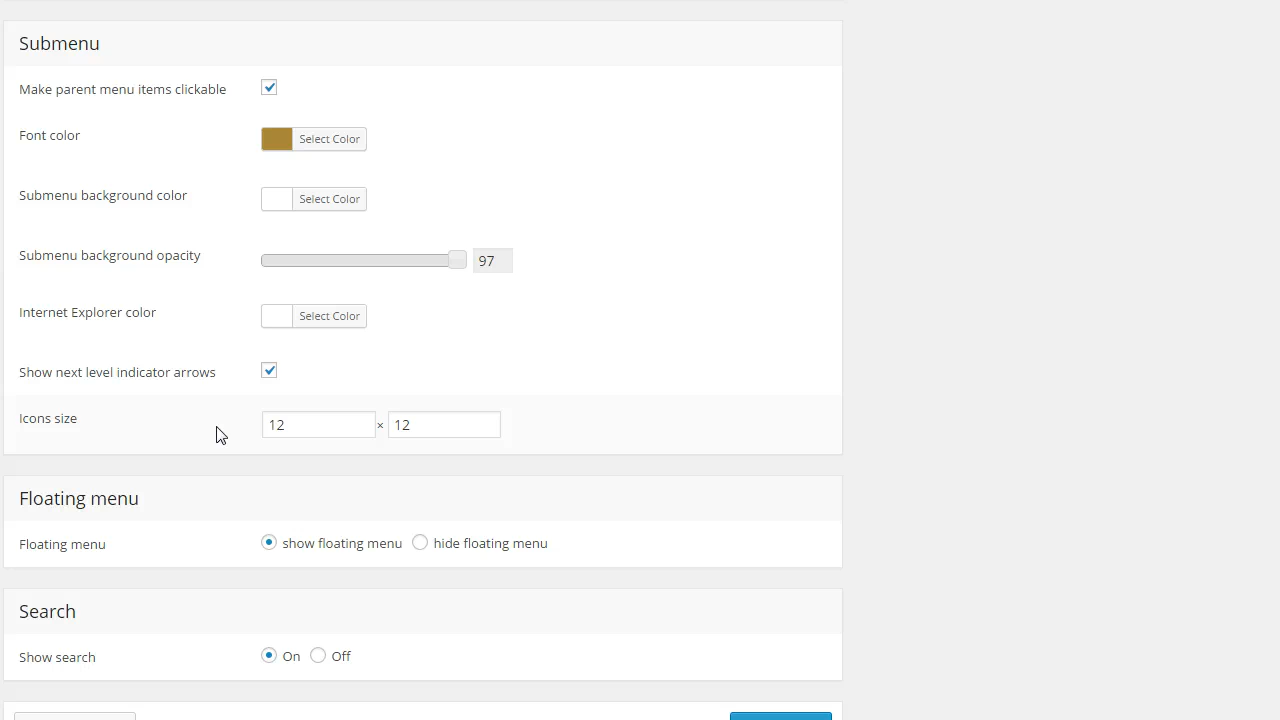 Submenu
Make parent menu items clickable
Font color
Select Color
Submenu background color
Select Color
Submenu background opacity
97
Internet Explorer color
Select Color
Show next level indicator arrows
Icons size
12 × 12
Floating menu
Floating menu
show floating menu hide floating menu
Search
Show search
On Off